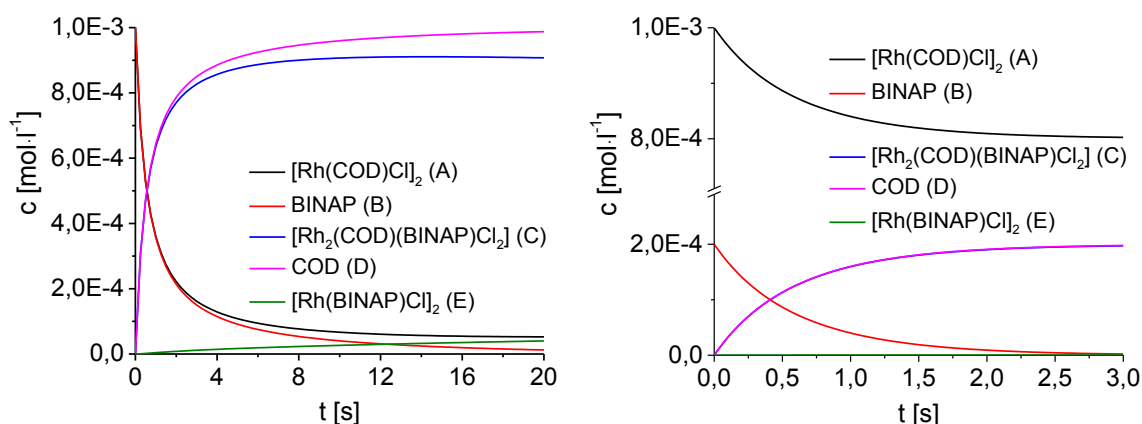 1,0E-3
8,0E-4
6,0E-4
4,0E-4
2,0E-4
0,0
c [mol·l⁻¹]
[Rh(COD)Cl]₂ (A)
BINAP (B)
[Rh₂(COD)(BINAP)Cl₂] (C)
COD (D)
[Rh(BINAP)Cl]₂ (E)
0 4 8 12 16 20
t [s]
1,0E-3
8,0E-4
2,0E-4
0,0
c [mol·l⁻¹]
[Rh(COD)Cl]₂ (A)
BINAP (B)
[Rh₂(COD)(BINAP)Cl₂] (C)
COD (D)
[Rh(BINAP)Cl]₂ (E)
0,0 0,5 1,0 1,5 2,0 2,5 3,0
t [s]